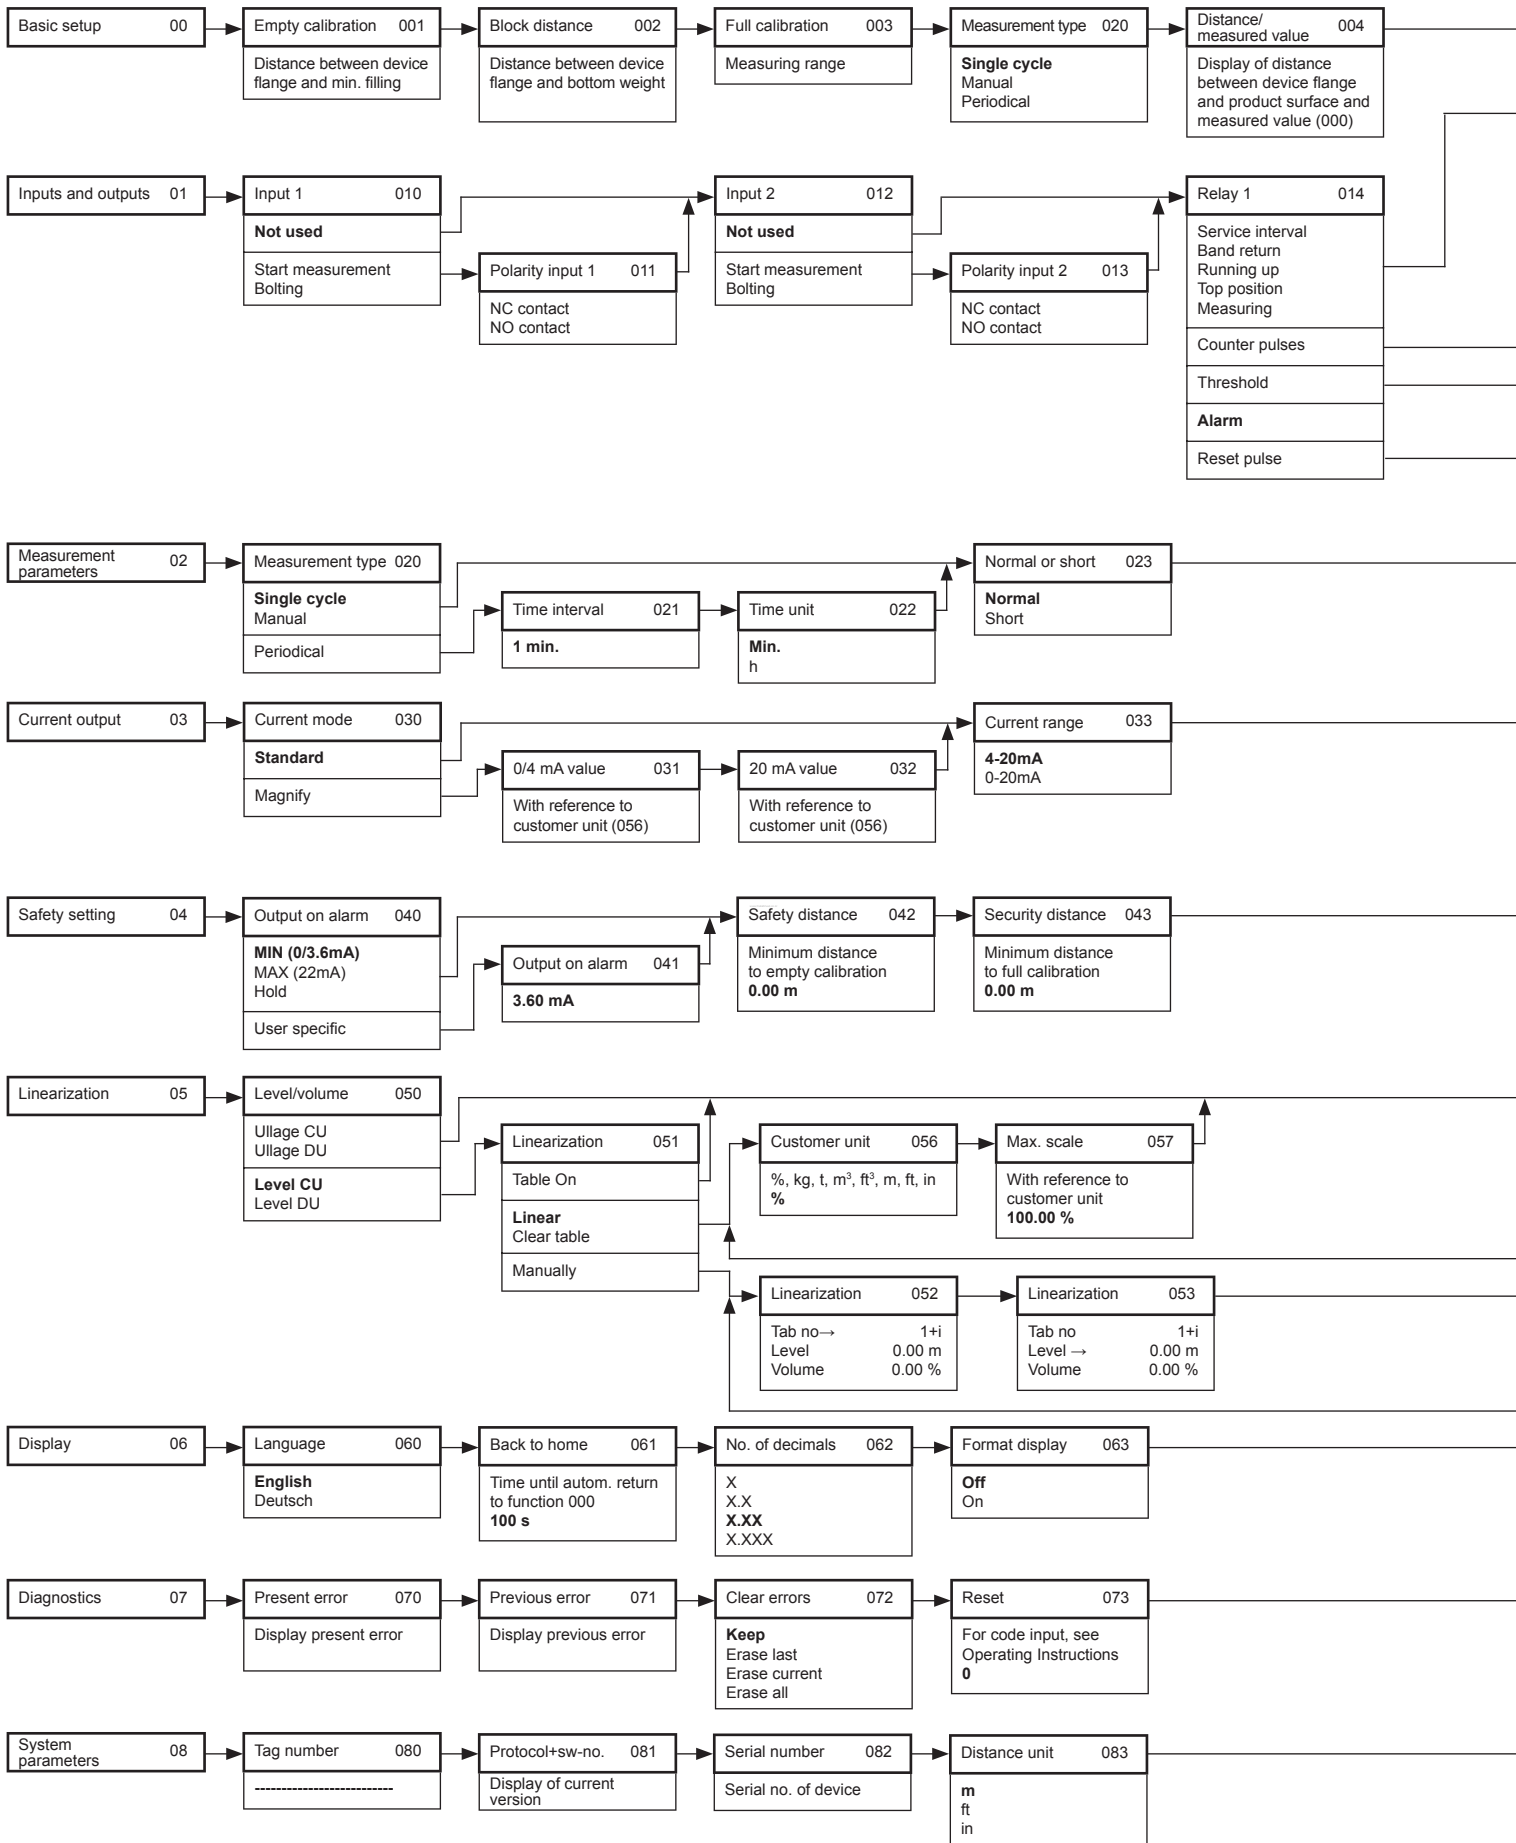 Basic setup 00
Empty calibration 001
Distance between device
flange and min. filling
Block distance 002
Distance between device
flange and bottom weight
Full calibration 003
Measuring range
Measurement type 020
Single cycle
Manual
Periodical
Distance/
measured value 004
Display of distance
between device flange
and product surface and
measured value (000)
Inputs and outputs 01
Input 1 010
Not used
Start measurement
Bolting
Polarity input 1 011
NC contact
NO contact
Input 2 012
Not used
Start measurement
Bolting
Polarity input 2 013
NC contact
NO contact
Relay 1 014
Service interval
Band return
Running up
Top position
Measuring
Counter pulses
Threshold
Alarm
Reset pulse
Measurement
parameters 02
Measurement type 020
Single cycle
Manual
Periodical
Time interval 021
1 min.
Time unit 022
Min.
h
Normal or short 023
Normal
Short
Current output 03
Current mode 030
Standard
Magnify
0/4 mA value 031
With reference to
customer unit (056)
20 mA value 032
With reference to
customer unit (056)
Current range 033
4-20mA
0-20mA
Safety setting 04
Output on alarm 040
MIN (0/3.6mA)
MAX (22mA)
Hold
User specific
Output on alarm 041
3.60 mA
Safety distance 042
Minimum distance
to empty calibration
0.00 m
Security distance 043
Minimum distance
to full calibration
0.00 m
Linearization 05
Level/volume 050
Ullage CU
Ullage DU
Level CU
Level DU
Linearization 051
Table On
Linear
Clear table
Manually
Customer unit 056
%, kg, t, m³, ft³, m, ft, in
%
Max. scale 057
With reference to
customer unit
100.00 %
Linearization 052
Tab no→ 1+i
Level 0.00 m
Volume 0.00 %
Linearization 053
Tab no 1+i
Level → 0.00 m
Volume 0.00 %
Display 06
Language 060
English
Deutsch
Back to home 061
Time until autom. return
to function 000
100 s
No. of decimals 062
X
X.X
X.XX
X.XXX
Format display 063
Off
On
Diagnostics 07
Present error 070
Display present error
Previous error 071
Display previous error
Clear errors 072
Keep
Erase last
Erase current
Erase all
Reset 073
For code input, see
Operating Instructions
0
System
parameters 08
Tag number 080
--------------------------
Protocol+sw-no. 081
Display of current
version
Serial number 082
Serial no. of device
Distance unit 083
m
ft
in